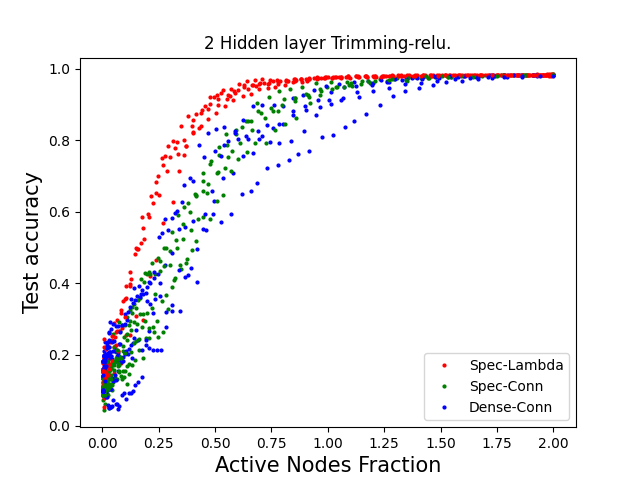 2 Hidden layer Trimming-relu.
Test accuracy
1.0
0.8
0.6
0.4
0.2
0.0
Spec-Lambda
Spec-Conn
Dense-Conn
0.00 0.25 0.50 0.75 1.00 1.25 1.50 1.75 2.00
Active Nodes Fraction